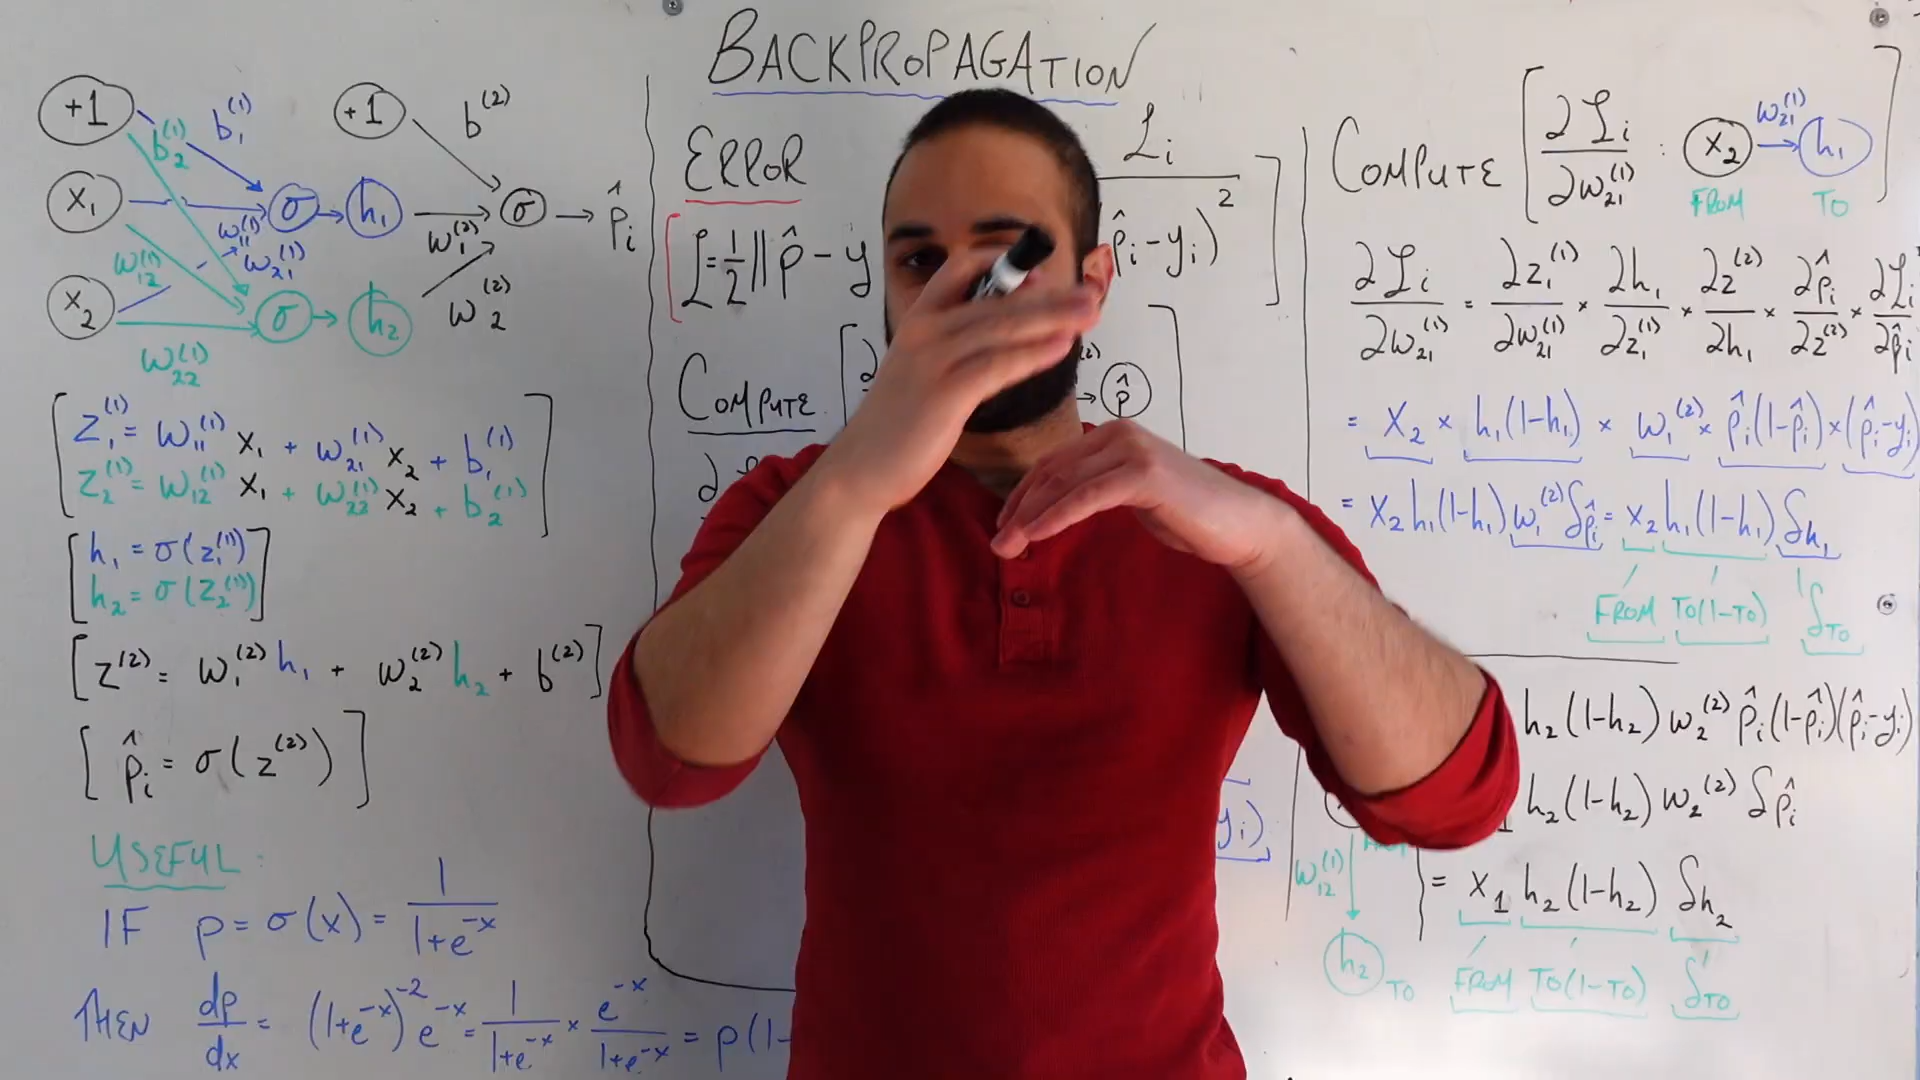 BACKPROPAGATION
+1
b₁⁽¹⁾
b₂⁽¹⁾
+1
b⁽²⁾
x₁
σ
h₁
σ
p̂ᵢ
w₁₁⁽¹⁾
w₂₁⁽¹⁾
w₁⁽²⁾
w₁₂⁽¹⁾
x₂
σ
h₂
w₂⁽²⁾
w₂₂⁽¹⁾
[z₁⁽¹⁾ = w₁₁⁽¹⁾ x₁ + w₂₁⁽¹⁾ x₂ + b₁⁽¹⁾
z₂⁽¹⁾ = w₁₂⁽¹⁾ x₁ + w₂₂⁽¹⁾ x₂ + b₂⁽¹⁾]
[h₁ = σ(z₁⁽¹⁾)
h₂ = σ(z₂⁽¹⁾)]
[z⁽²⁾ = w₁⁽²⁾ h₁ + w₂⁽²⁾ h₂ + b⁽²⁾]
[p̂ᵢ = σ(z⁽²⁾)]
USEFUL:
IF p = σ(x) = 1/(1+e⁻ˣ)
THEN dp/dx = (1+e⁻ˣ)⁻² e⁻ˣ = 1/(1+e⁻ˣ) × e⁻ˣ/(1+e⁻ˣ) = p(1-
ERROR
ℒᵢ
[ℒ = ½‖p̂ - y
p̂ᵢ - yᵢ)²]
COMPUTE [∂
(2)
p̂]
∂
yᵢ)
COMPUTE [∂ℒᵢ/∂w₂₁⁽¹⁾ : x₂ → h₁]
w₂₁⁽¹⁾
FROM TO
∂ℒᵢ/∂w₂₁⁽¹⁾ = ∂z₁⁽¹⁾/∂w₂₁⁽¹⁾ × ∂h₁/∂z₁⁽¹⁾ × ∂z⁽²⁾/∂h₁ × ∂p̂ᵢ/∂z⁽²⁾ × ∂ℒᵢ/∂p̂ᵢ
= x₂ × h₁(1-h₁) × w₁⁽²⁾ × p̂ᵢ(1-p̂ᵢ) × (p̂ᵢ-yᵢ)
= x₂ h₁(1-h₁) w₁⁽²⁾ δp̂ᵢ = x₂ h₁(1-h₁) δh₁
FROM TO(1-TO) δTO
h₂(1-h₂) w₂⁽²⁾ p̂ᵢ(1-p̂ᵢ)(p̂ᵢ-yᵢ)
h₂(1-h₂) w₂⁽²⁾ δp̂ᵢ
w₁₂⁽¹⁾
= x₁ h₂(1-h₂) δh₂
h₂ TO
FROM TO(1-TO) δTO